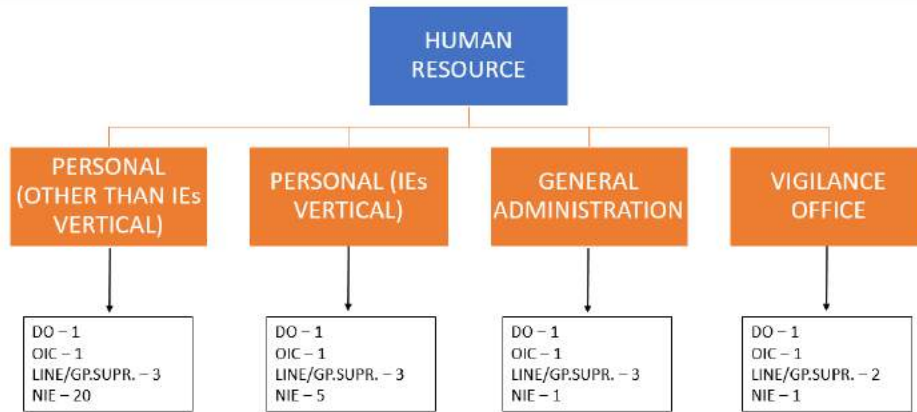 HUMAN
RESOURCE
PERSONAL
(OTHER THAN IEs
VERTICAL)
PERSONAL (IEs
VERTICAL)
GENERAL
ADMINISTRATION
VIGILANCE
OFFICE
DO – 1
OIC – 1
LINE/GP.SUPR. – 3
NIE – 20
DO – 1
OIC – 1
LINE/GP.SUPR. – 3
NIE – 5
DO – 1
OIC – 1
LINE/GP.SUPR. – 3
NIE – 1
DO – 1
OIC – 1
LINE/GP.SUPR. – 2
NIE – 1